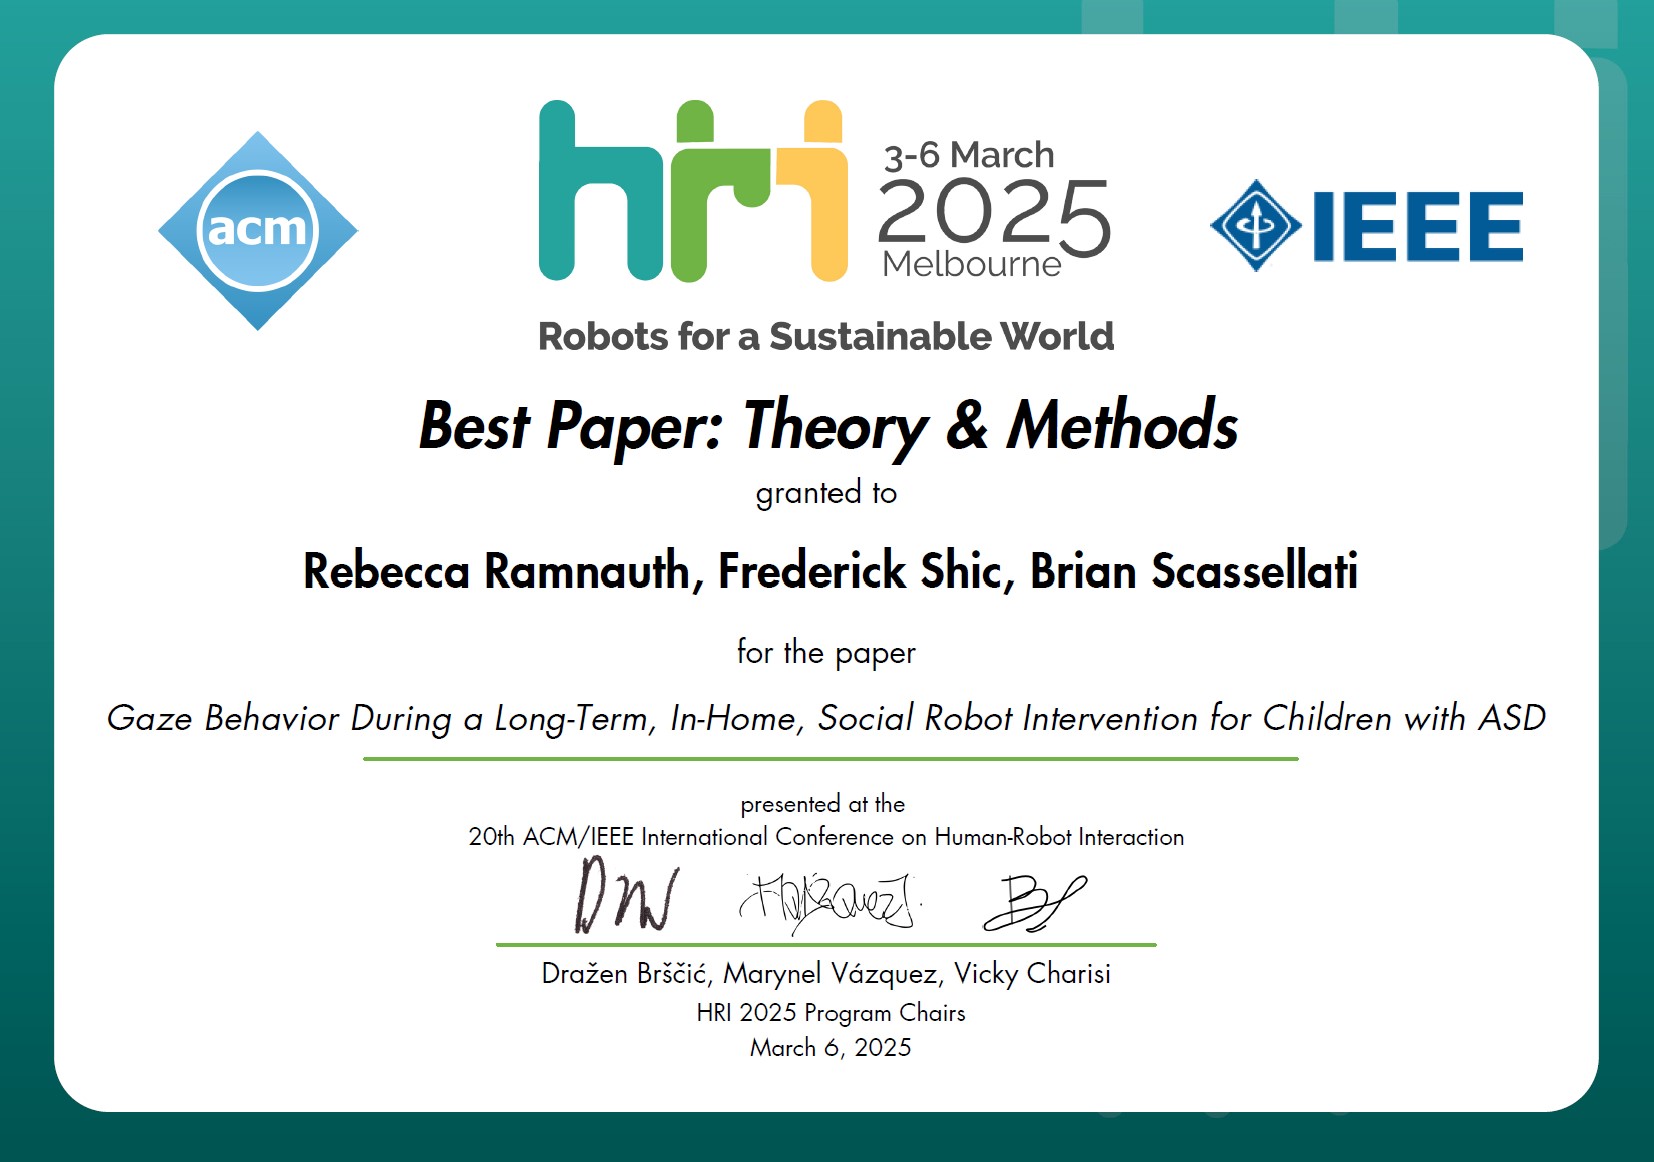 acm
hri
3-6 March
2025
Melbourne
IEEE
Robots for a Sustainable World
Best Paper: Theory & Methods
granted to
Rebecca Ramnauth, Frederick Shic, Brian Scassellati
for the paper
Gaze Behavior During a Long-Term, In-Home, Social Robot Intervention for Children with ASD
presented at the
20th ACM/IEEE International Conference on Human-Robot Interaction
Dražen Brščić, Marynel Vázquez, Vicky Charisi
HRI 2025 Program Chairs
March 6, 2025